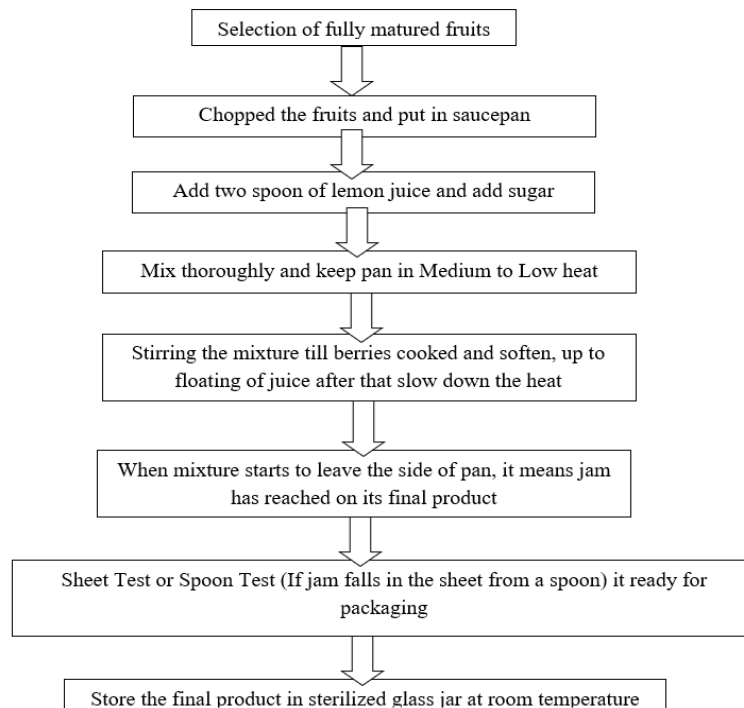 Selection of fully matured fruits
Chopped the fruits and put in saucepan
Add two spoon of lemon juice and add sugar
Mix thoroughly and keep pan in Medium to Low heat
Stirring the mixture till berries cooked and soften, up to
floating of juice after that slow down the heat
When mixture starts to leave the side of pan, it means jam
has reached on its final product
Sheet Test or Spoon Test (If jam falls in the sheet from a spoon) it ready for
packaging
Store the final product in sterilized glass jar at room temperature